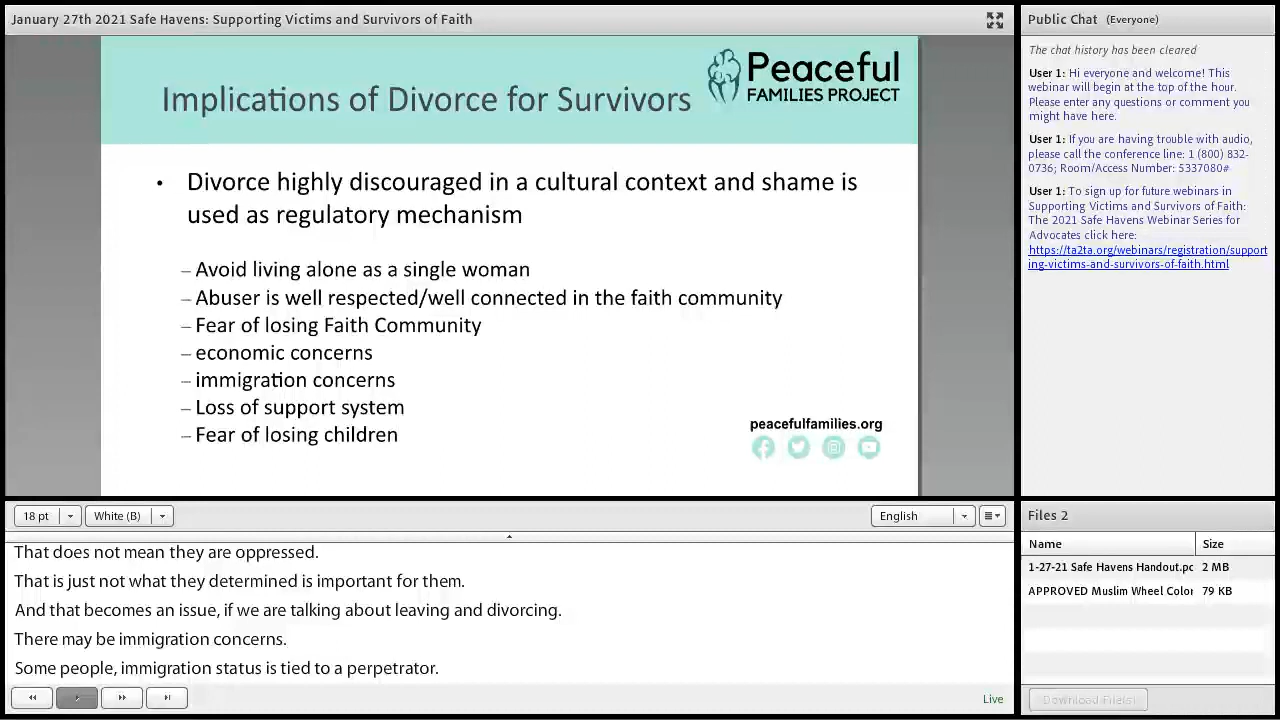 January 27th 2021 Safe Havens: Supporting Victims and Survivors of Faith
Implications of Divorce for Survivors
Peaceful
FAMILIES PROJECT
• Divorce highly discouraged in a cultural context and shame is
used as regulatory mechanism
– Avoid living alone as a single woman
– Abuser is well respected/well connected in the faith community
– Fear of losing Faith Community
– economic concerns
– immigration concerns
– Loss of support system
– Fear of losing children
peacefulfamilies.org
18 pt
White (B)
English
That does not mean they are oppressed.
That is just not what they determined is important for them.
And that becomes an issue, if we are talking about leaving and divorcing.
There may be immigration concerns.
Some people, immigration status is tied to a perpetrator.
Live
Public Chat (Everyone)
The chat history has been cleared
User 1: Hi everyone and welcome! This
webinar will begin at the top of the hour.
Please enter any questions or comment you
might have here.
User 1: If you are having trouble with audio,
please call the conference line: 1 (800) 832-
0736; Room/Access Number: 5337080#
User 1: To sign up for future webinars in
Supporting Victims and Survivors of Faith:
The 2021 Safe Havens Webinar Series for
Advocates click here:
https://ta2ta.org/webinars/registration/support
ing-victims-and-survivors-of-faith.html
Files 2
Name Size
1-27-21 Safe Havens Handout.pc 2 MB
APPROVED Muslim Wheel Color 79 KB
Download File(s)